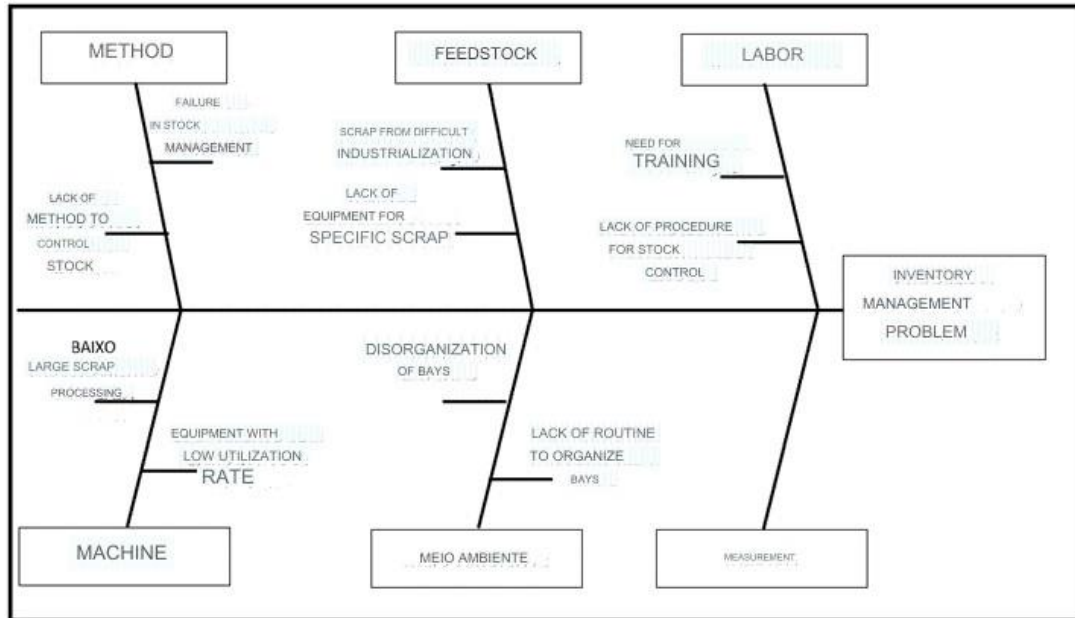 METHOD
FEEDSTOCK
LABOR
FAILURE
IN STOCK
MANAGEMENT
LACK OF
METHOD TO
CONTROL
STOCK
SCRAP FROM DIFFICULT
INDUSTRIALIZATION
LACK OF
EQUIPMENT FOR
SPECIFIC SCRAP
NEED FOR
TRAINING
LACK OF PROCEDURE
FOR STOCK
CONTROL
INVENTORY
MANAGEMENT
PROBLEM
BAIXO
LARGE SCRAP
PROCESSING
EQUIPMENT WITH
LOW UTILIZATION
RATE
DISORGANIZATION
OF BAYS
LACK OF ROUTINE
TO ORGANIZE
BAYS
MACHINE
MEIO AMBIENTE
MEASUREMENT